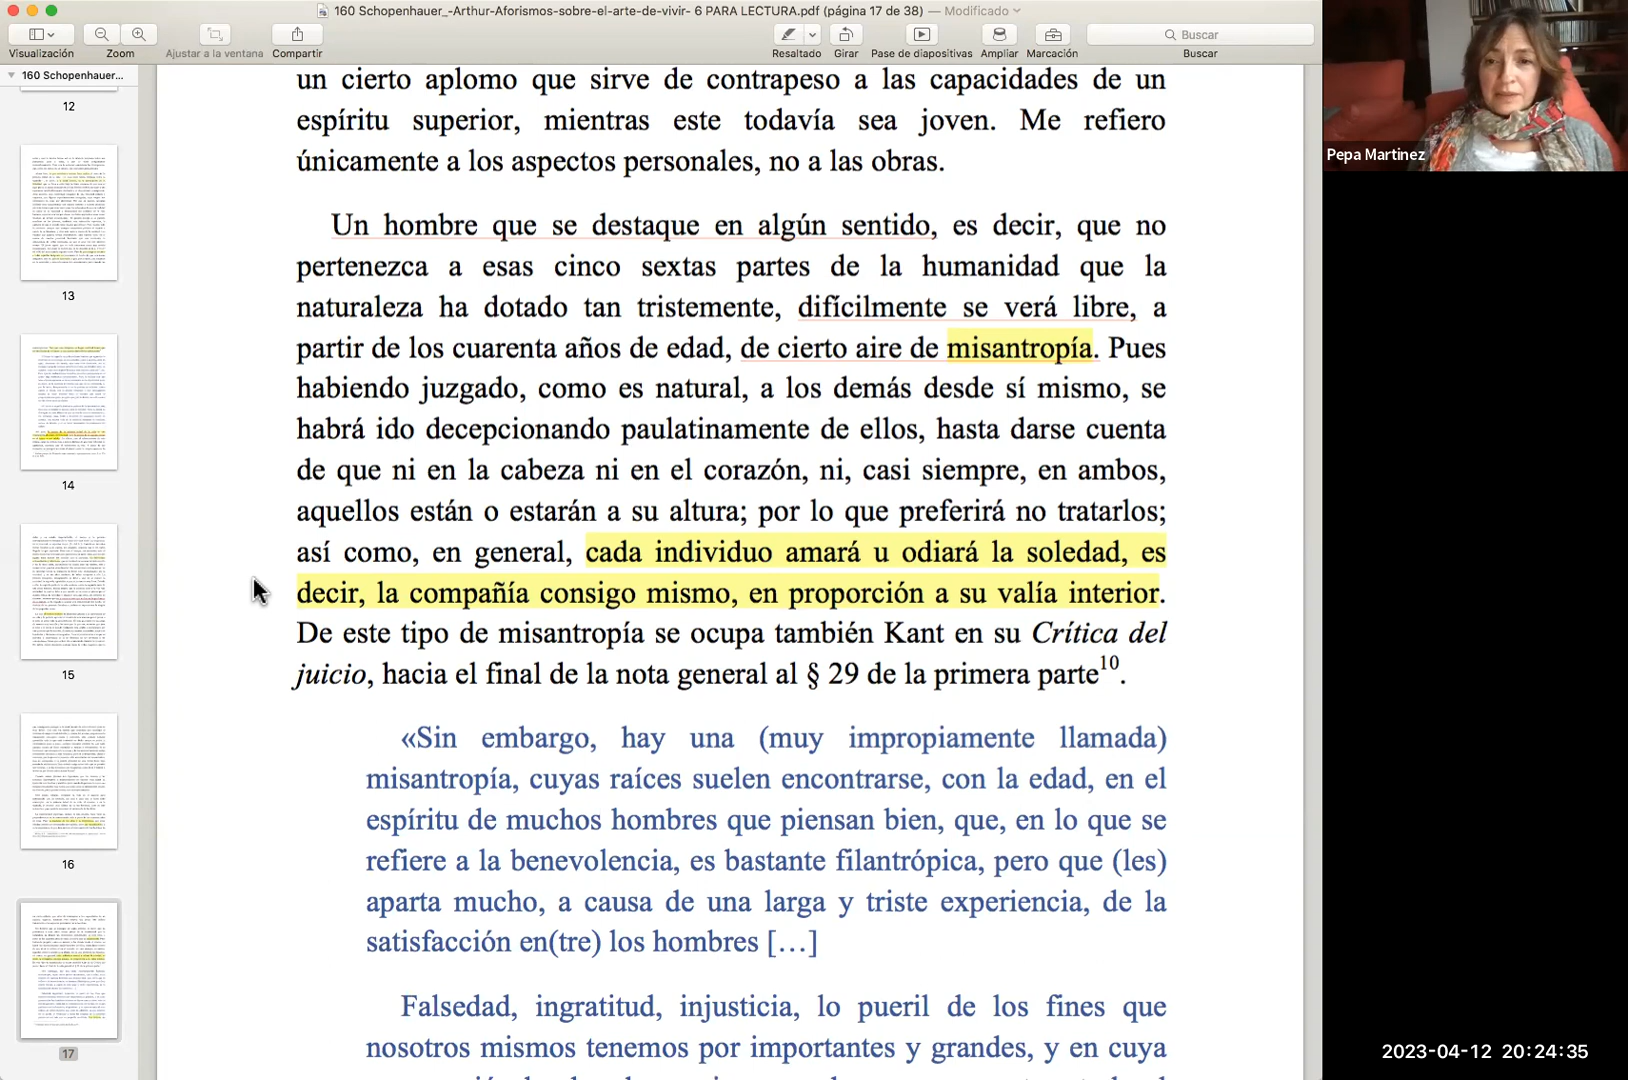 160 Schopenhauer_-Arthur-Aforismos-sobre-el-arte-de-vivir- 6 PARA LECTURA.pdf (página 17 de 38) — Modificado
Visualización
Zoom
Ajustar a la ventana
Compartir
Resaltado
Girar
Pase de diapositivas
Ampliar
Marcación
Buscar
Buscar
160 Schopenhauer...
12
13
14
15
16
17
un cierto aplomo que sirve de contrapeso a las capacidades de un
espíritu superior, mientras este todavía sea joven. Me refiero
únicamente a los aspectos personales, no a las obras.
Un hombre que se destaque en algún sentido, es decir, que no
pertenezca a esas cinco sextas partes de la humanidad que la
naturaleza ha dotado tan tristemente, difícilmente se verá libre, a
partir de los cuarenta años de edad, de cierto aire de misantropía. Pues
habiendo juzgado, como es natural, a los demás desde sí mismo, se
habrá ido decepcionando paulatinamente de ellos, hasta darse cuenta
de que ni en la cabeza ni en el corazón, ni, casi siempre, en ambos,
aquellos están o estarán a su altura; por lo que preferirá no tratarlos;
así como, en general, cada individuo amará u odiará la soledad, es
decir, la compañía consigo mismo, en proporción a su valía interior.
De este tipo de misantropía se ocupa también Kant en su Crítica del
juicio, hacia el final de la nota general al § 29 de la primera parte10.
«Sin embargo, hay una (muy impropiamente llamada)
misantropía, cuyas raíces suelen encontrarse, con la edad, en el
espíritu de muchos hombres que piensan bien, que, en lo que se
refiere a la benevolencia, es bastante filantrópica, pero que (les)
aparta mucho, a causa de una larga y triste experiencia, de la
satisfacción en(tre) los hombres […]
Falsedad, ingratitud, injusticia, lo pueril de los fines que
nosotros mismos tenemos por importantes y grandes, y en cuya
Pepa Martinez
2023-04-12 20:24:35